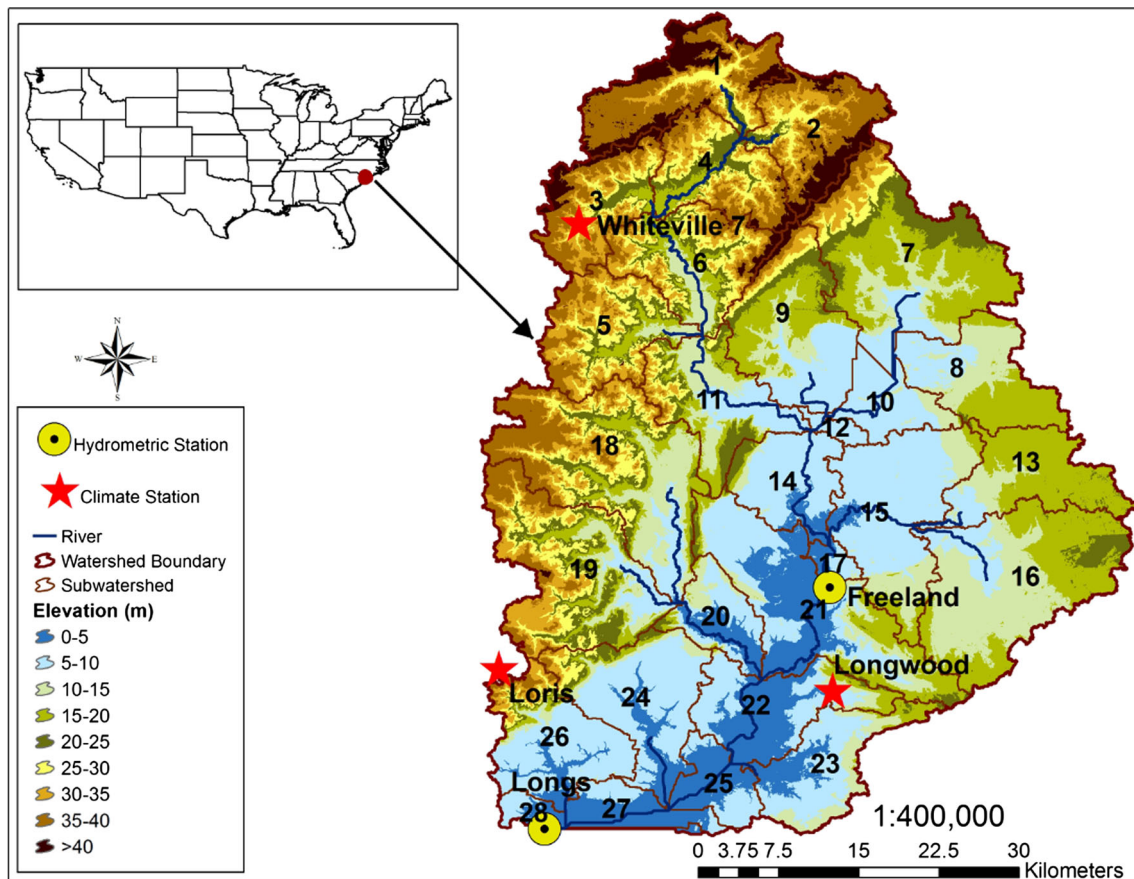 N
W
E
S
Hydrometric Station
Climate Station
River
Watershed Boundary
Subwatershed
Elevation (m)
0-5
5-10
10-15
15-20
20-25
25-30
30-35
35-40
>40
1
2
4
3
Whiteville 7
7
6
9
5
8
11
10
12
18
13
14
15
17
16
19
Freeland
20
21
Longwood
Loris
24
22
26
23
Longs
25
27
28
1:400,000
0 3.75 7.5 15 22.5 30
Kilometers